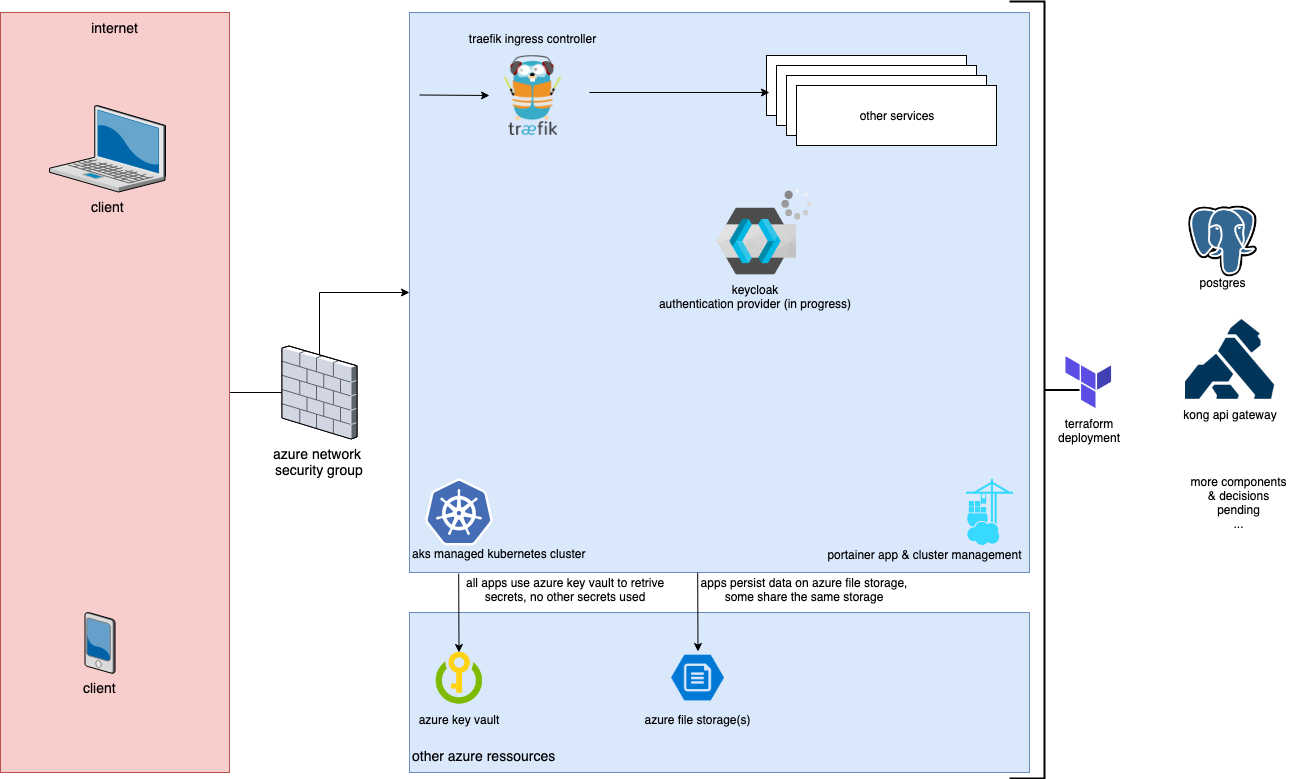 internet
client
client
azure network
security group
traefik ingress controller
træfik
other services
keycloak
authentication provider (in progress)
aks managed kubernetes cluster
portainer app & cluster management
all apps use azure key vault to retrive
secrets, no other secrets used
apps persist data on azure file storage,
some share the same storage
azure key vault
azure file storage(s)
other azure ressources
terraform
deployment
postgres
kong api gateway
more components
& decisions
pending
...